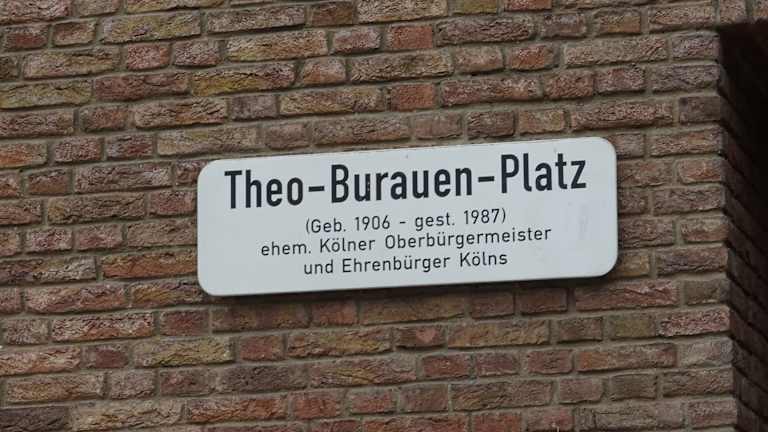 Theo-Burauen-Platz
(Geb. 1906 - gest. 1987)
ehem. Kölner Oberbürgermeister
und Ehrenbürger Kölns